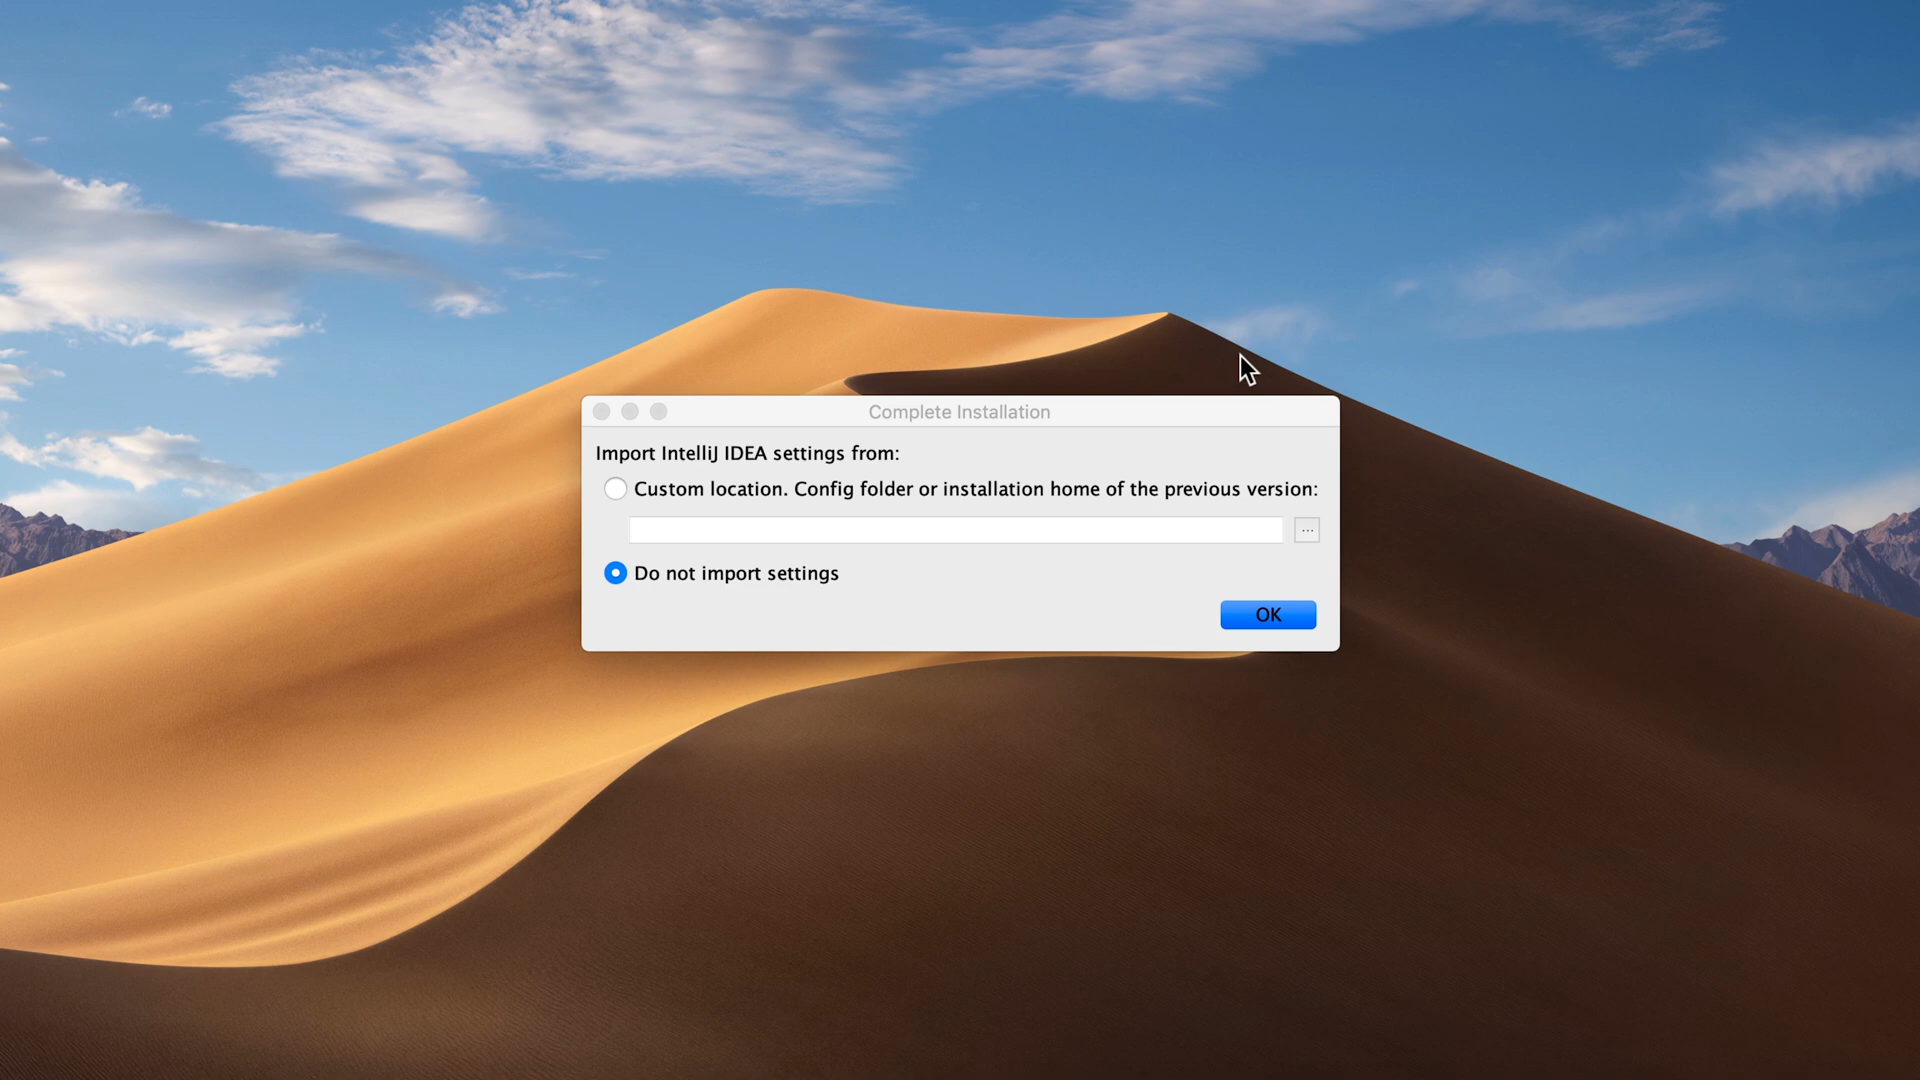 Complete Installation
Import IntelliJ IDEA settings from:
Custom location. Config folder or installation home of the previous version:
...
Do not import settings
OK